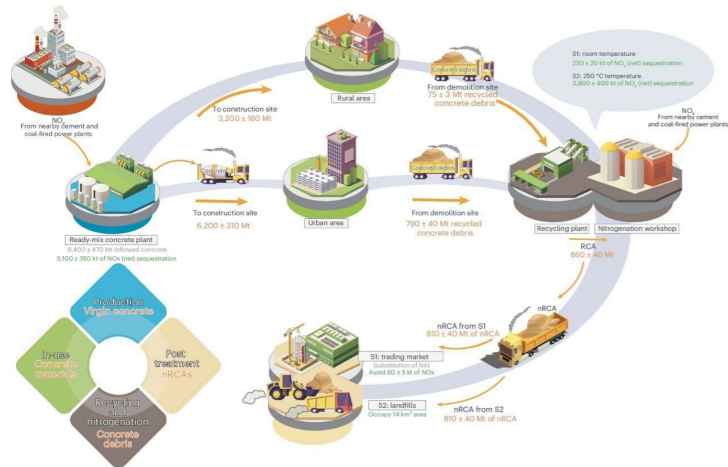 NOx
From nearby cement and
coal-fired power plants
To construction site
3,200 ± 160 Mt
Rural area
Concrete debris
From demolition site
75 ± 3 Mt recycled
concrete debris
S1: room temperature
230 ± 20 kt of NOx (net) sequestration
S2: 250 °C temperature
3,800 ± 400 kt of NOx (net) sequestration
NOx
From nearby cement
and coal-fired power plants
Concrete
To construction site
6,200 ± 310 Mt
Urban area
Concrete debris
From demolition site
790 ± 40 Mt recycled
concrete debris
Recycling plant
Nitrogenation workshop
Ready-mix concrete plant
9,400 ± 470 Mt inflowed concrete
3,100 ± 350 kt of NOx (net) sequestration
RCA
860 ± 40 Mt
Production
Virgin concrete
In-use
Concrete
materials
Post
treatment
nRCAs
Recycling
and
nitrogenation
Concrete
debris
nRCA
nRCA from S1
810 ± 40 Mt of nRCA
S1: trading market
(substitution of NA)
Avoid 60 ± 5 kt of NOx
S2: landfills
Occupy 14 km² area
nRCA from S2
810 ± 40 Mt of nRCA